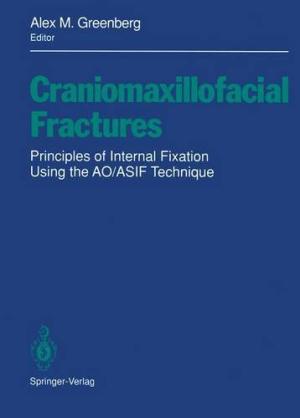 Alex M. Greenberg
Editor
Craniomaxillofacial
Fractures
Principles of Internal Fixation
Using the AO/ASIF Technique
Springer-Verlag